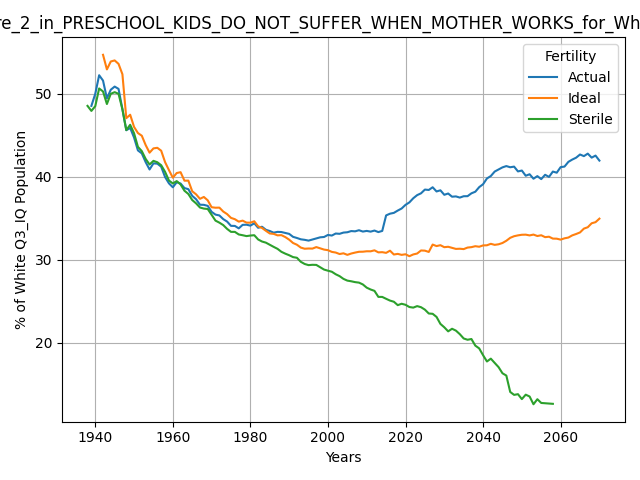 re_2_in_PRESCHOOL_KIDS_DO_NOT_SUFFER_WHEN_MOTHER_WORKS_for_Wh
Fertility
Actual
Ideal
Sterile
% of White Q3_IQ Population
50
40
30
20
1940 1960 1980 2000 2020 2040 2060
Years